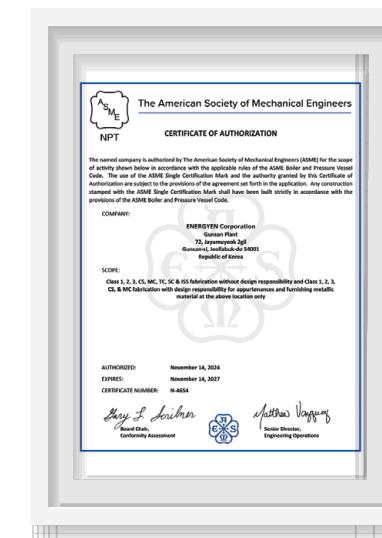 ASME
The American Society of Mechanical Engineers
NPT
CERTIFICATE OF AUTHORIZATION
The named company is authorized by The American Society of Mechanical Engineers (ASME) for the scope
of activity shown below in accordance with the applicable rules of the ASME Boiler and Pressure Vessel
Code. The use of the ASME Single Certification Mark and the authority granted by this Certificate of
Authorization are subject to the provisions of the agreement set forth in the application. Any construction
stamped with the ASME Single Certification Mark shall have been built strictly in accordance with the
provisions of the ASME Boiler and Pressure Vessel Code.
COMPANY:
ENERGYEN Corporation
Gunsan Plant
72, Jayumuyeok 2gil
Gunsan-si, Jeollabuk-do 54001
Republic of Korea
SCOPE:
Class 1, 2, 3, CS, MC, TC, SC & ISS fabrication without design responsibility and Class 1, 2, 3,
CS, & MC fabrication with design responsibility for appurtenances and furnishing metallic
material at the above location only
AUTHORIZED: November 14, 2024
EXPIRES: November 14, 2027
CERTIFICATE NUMBER: N-4654
Board Chair,
Conformity Assessment
Senior Director,
Engineering Operations